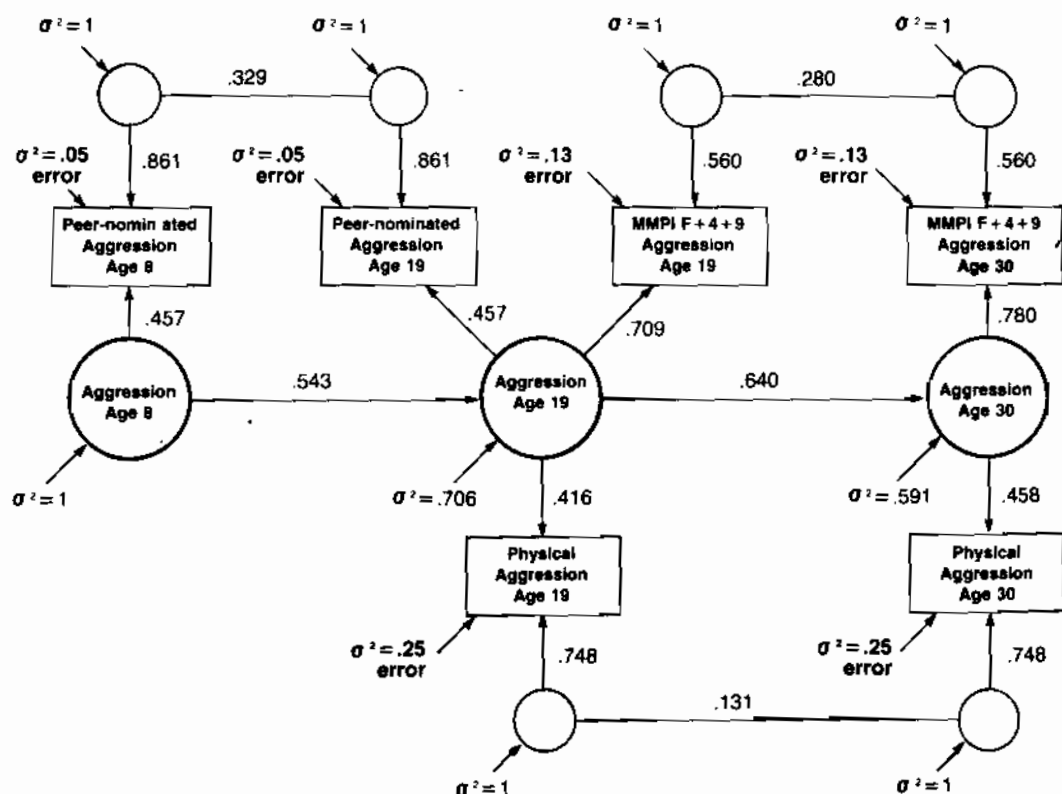 σ² = 1
σ² = 1
σ² = 1
σ² = 1
.329
.280
σ² = .05
error
.861
σ² = .05
error
.861
σ² = .13
error
.560
σ² = .13
error
.560
Peer-nomin ated
Aggression
Age 8
Peer-nominated
Aggression
Age 19
MMPI F + 4 + 9
Aggression
Age 19
MMPI F + 4 + 9
Aggression
Age 30
.457
.457
.709
.780
Aggression
Age 8
.543
Aggression
Age 19
.640
Aggression
Age 30
σ² = 1
σ² = .706
.416
σ² = .591
.458
Physical
Aggression
Age 19
Physical
Aggression
Age 30
σ² = .25
error
.748
σ² = .25
error
.748
.131
σ² = 1
σ² = 1